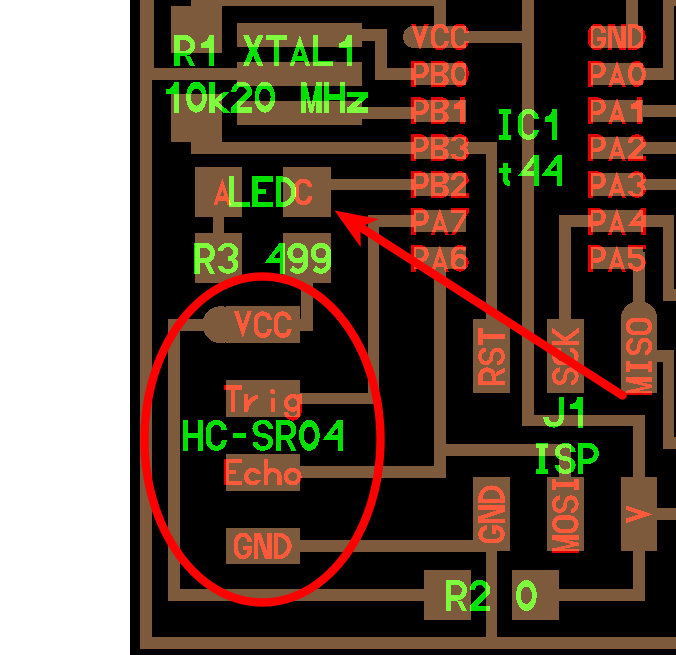 R1 XTAL1
10k20 MHz
VCC
PB0
PB1
PB3
PB2
PA7
PA6
IC1
t44
GND
PA0
PA1
PA2
PA3
PA4
PA5
A LED C
R3 499
VCC
Trig
HC-SR04
Echo
GND
RST
SCK
MISO
J1
ISP
GND
MOSI
V
R2 0